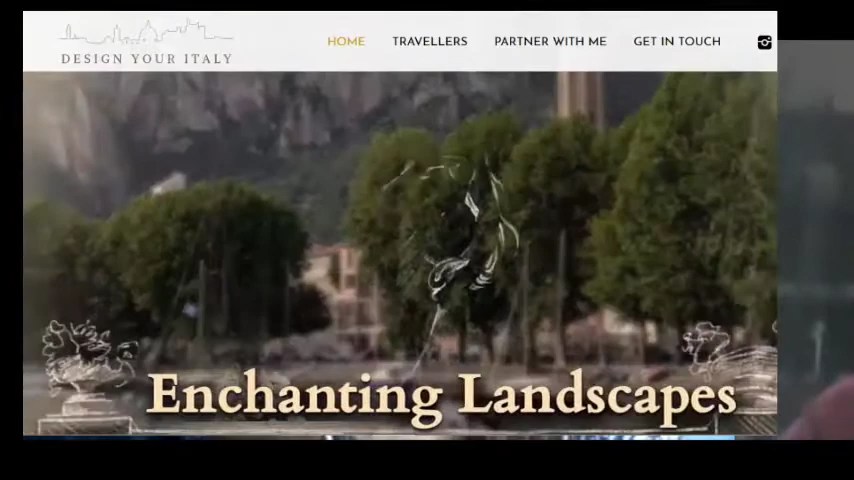 HOME TRAVELLERS PARTNER WITH ME GET IN TOUCH
DESIGN YOUR ITALY
Enchanting Landscapes